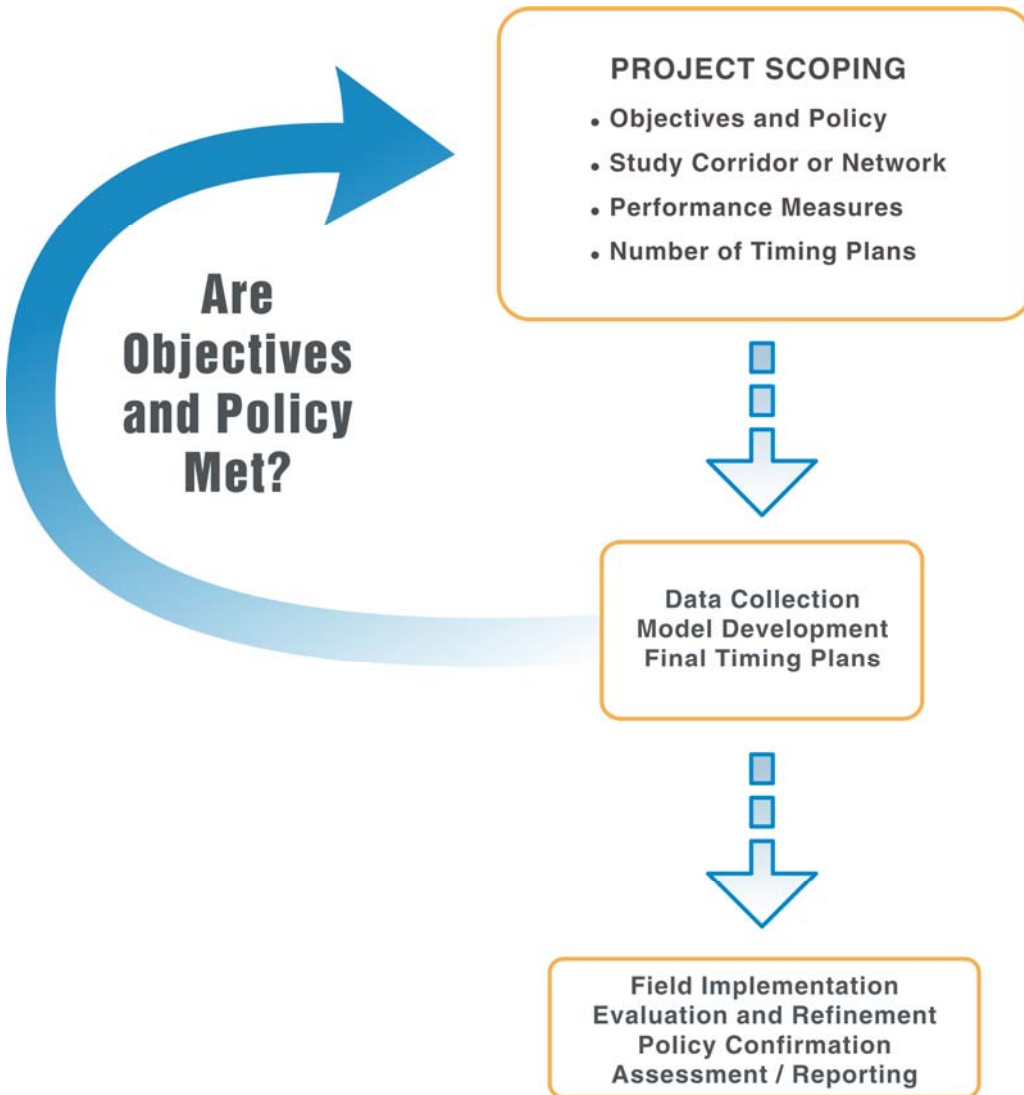 PROJECT SCOPING
• Objectives and Policy
• Study Corridor or Network
• Performance Measures
• Number of Timing Plans
Are
Objectives
and Policy
Met?
Data Collection
Model Development
Final Timing Plans
Field Implementation
Evaluation and Refinement
Policy Confirmation
Assessment / Reporting